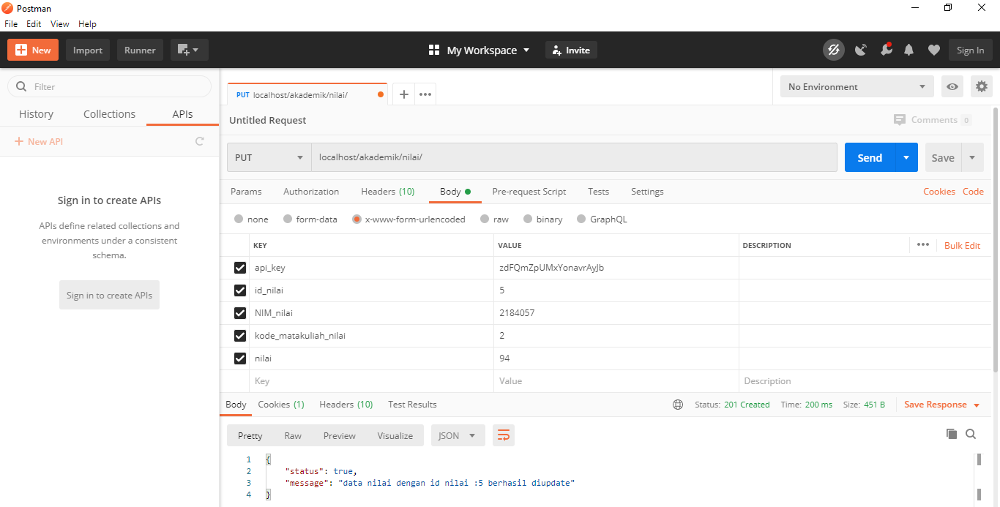 Postman
File Edit View Help
New Import Runner My Workspace Invite Sign In
Filter
History Collections APIs
New API
Sign in to create APIs
APIs define related collections and
environments under a consistent
schema.
Sign in to create APIs
PUT localhost/akademik/nilai/
No Environment
Untitled Request
Comments 0
PUT localhost/akademik/nilai/ Send Save
Params Authorization Headers (10) Body Pre-request Script Tests Settings Cookies Code
none form-data x-www-form-urlencoded raw binary GraphQL
KEY VALUE DESCRIPTION Bulk Edit
api_key zdFQmZpUMxYonavrAyJb
id_nilai 5
NIM_nilai 2184057
kode_matakuliah_nilai 2
nilai 94
Key Value Description
Body Cookies (1) Headers (10) Test Results Status: 201 Created Time: 200 ms Size: 451 B Save Response
Pretty Raw Preview Visualize JSON
1 {
2 "status": true,
3 "message": "data nilai dengan id nilai :5 berhasil diupdate"
4 }